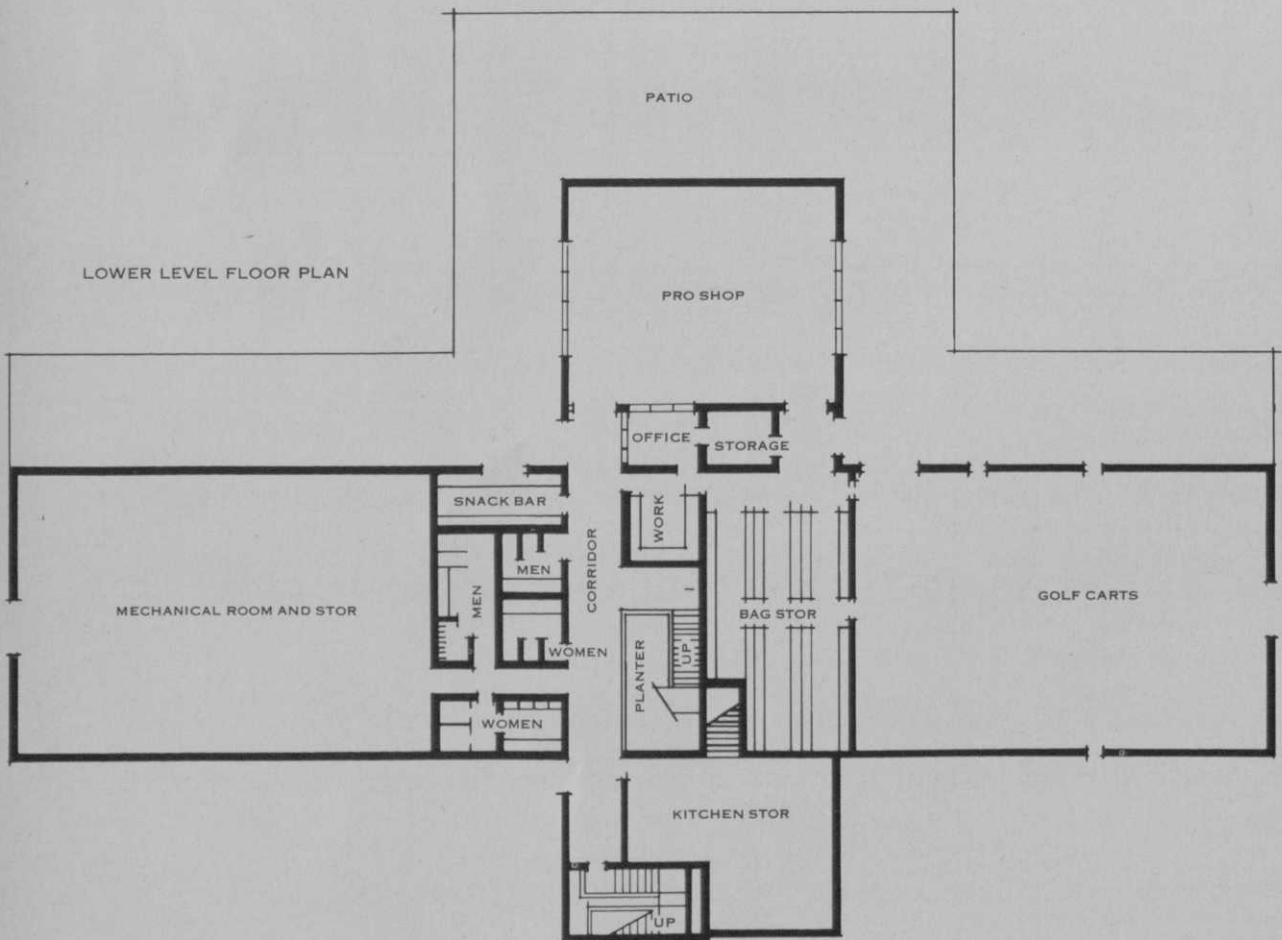 PATIO
LOWER LEVEL FLOOR PLAN
PRO SHOP
OFFICE
STORAGE
SNACK BAR
WORK
CORRIDOR
MEN
MEN
MECHANICAL ROOM AND STOR
BAG STOR
GOLF CARTS
WOMEN
UP
PLANTER
WOMEN
KITCHEN STOR
UP